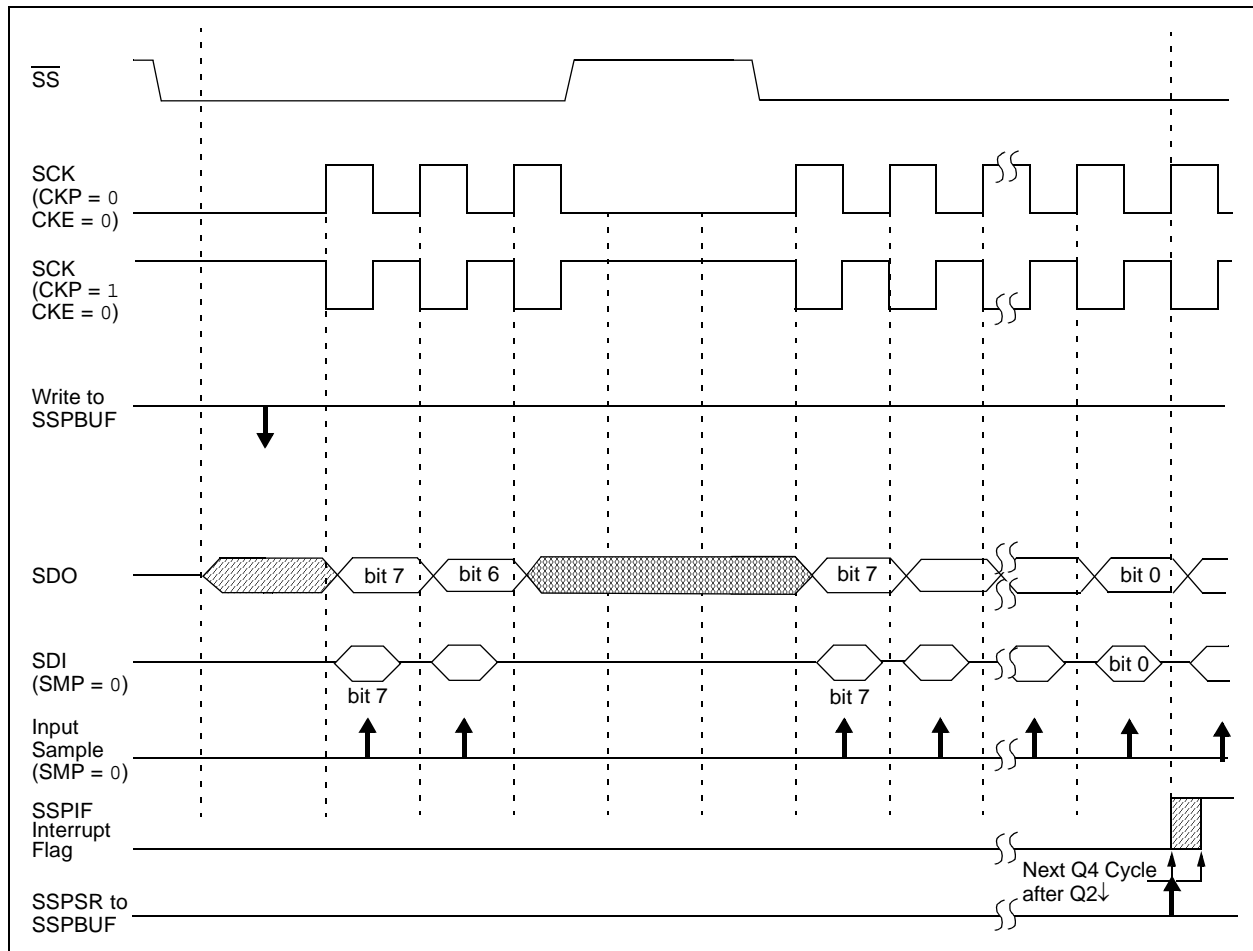 SS
SCK
(CKP = 0
CKE = 0)
SCK
(CKP = 1
CKE = 0)
Write to
SSPBUF
SDO
bit 7
bit 6
bit 7
bit 0
SDI
(SMP = 0)
bit 7
bit 7
bit 0
Input
Sample
(SMP = 0)
SSPIF
Interrupt
Flag
Next Q4 Cycle
after Q2↓
SSPSR to
SSPBUF